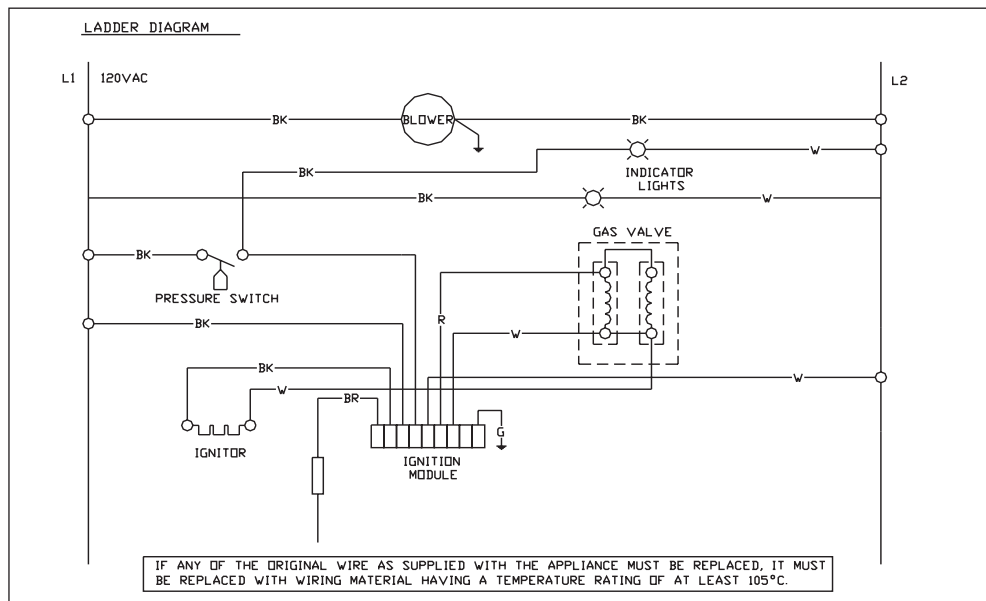 LADDER DIAGRAM
L1
120VAC
L2
BK
BLOWER
BK
BK
W
INDICATOR
LIGHTS
BK
W
GAS VALVE
BK
PRESSURE SWITCH
R
BK
W
BK
W
W
BR
G
IGNITOR
IGNITION
MODULE
IF ANY OF THE ORIGINAL WIRE AS SUPPLIED WITH THE APPLIANCE MUST BE REPLACED, IT MUST
BE REPLACED WITH WIRING MATERIAL HAVING A TEMPERATURE RATING OF AT LEAST 105°C.